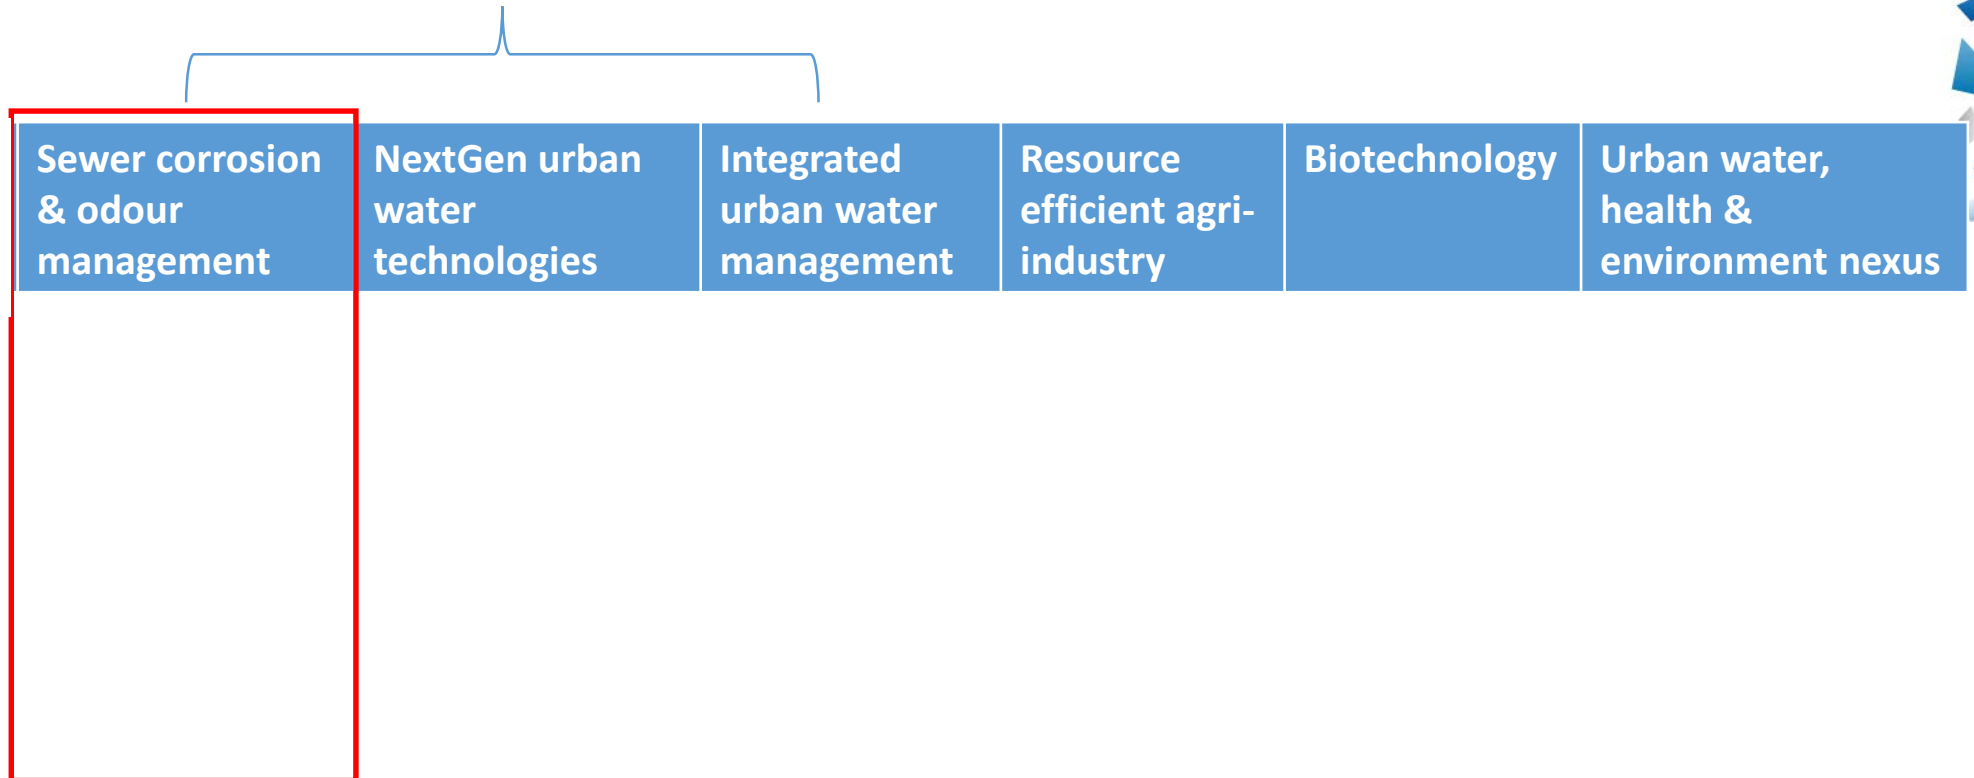 Sewer corrosion
& odour
management
NextGen urban
water
technologies
Integrated
urban water
management
Resource
efficient agri-
industry
Biotechnology
Urban water,
health &
environment nexus